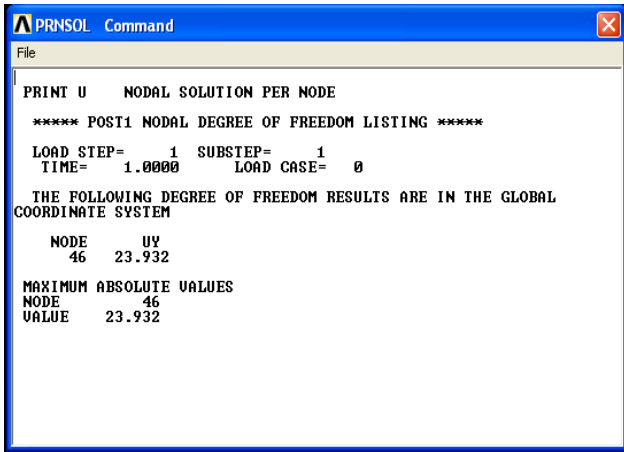 PRNSOL Command
File
PRINT U NODAL SOLUTION PER NODE
***** POST1 NODAL DEGREE OF FREEDOM LISTING *****
LOAD STEP= 1 SUBSTEP= 1
TIME= 1.0000 LOAD CASE= 0
THE FOLLOWING DEGREE OF FREEDOM RESULTS ARE IN THE GLOBAL
COORDINATE SYSTEM
NODE UY
46 23.932
MAXIMUM ABSOLUTE VALUES
NODE 46
VALUE 23.932